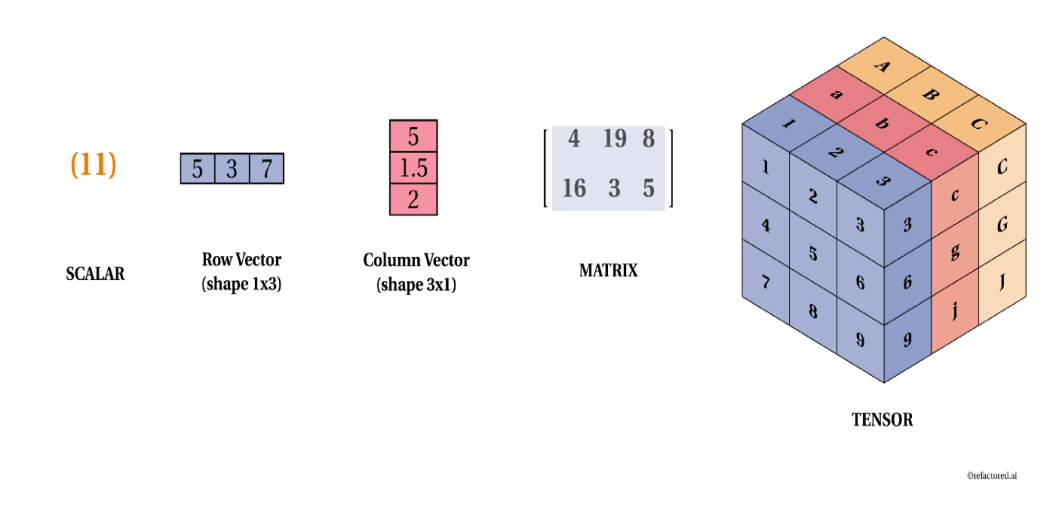 (11)
SCALAR
5 3 7
Row Vector
(shape 1x3)
5
1.5
2
Column Vector
(shape 3x1)
4 19 8
16 3 5
MATRIX
A
B
C
a
b
c
1
2
3
1 2 3
4 5 6
7 8 9
3 c C
6 g G
9 j J
TENSOR
©refactored.ai